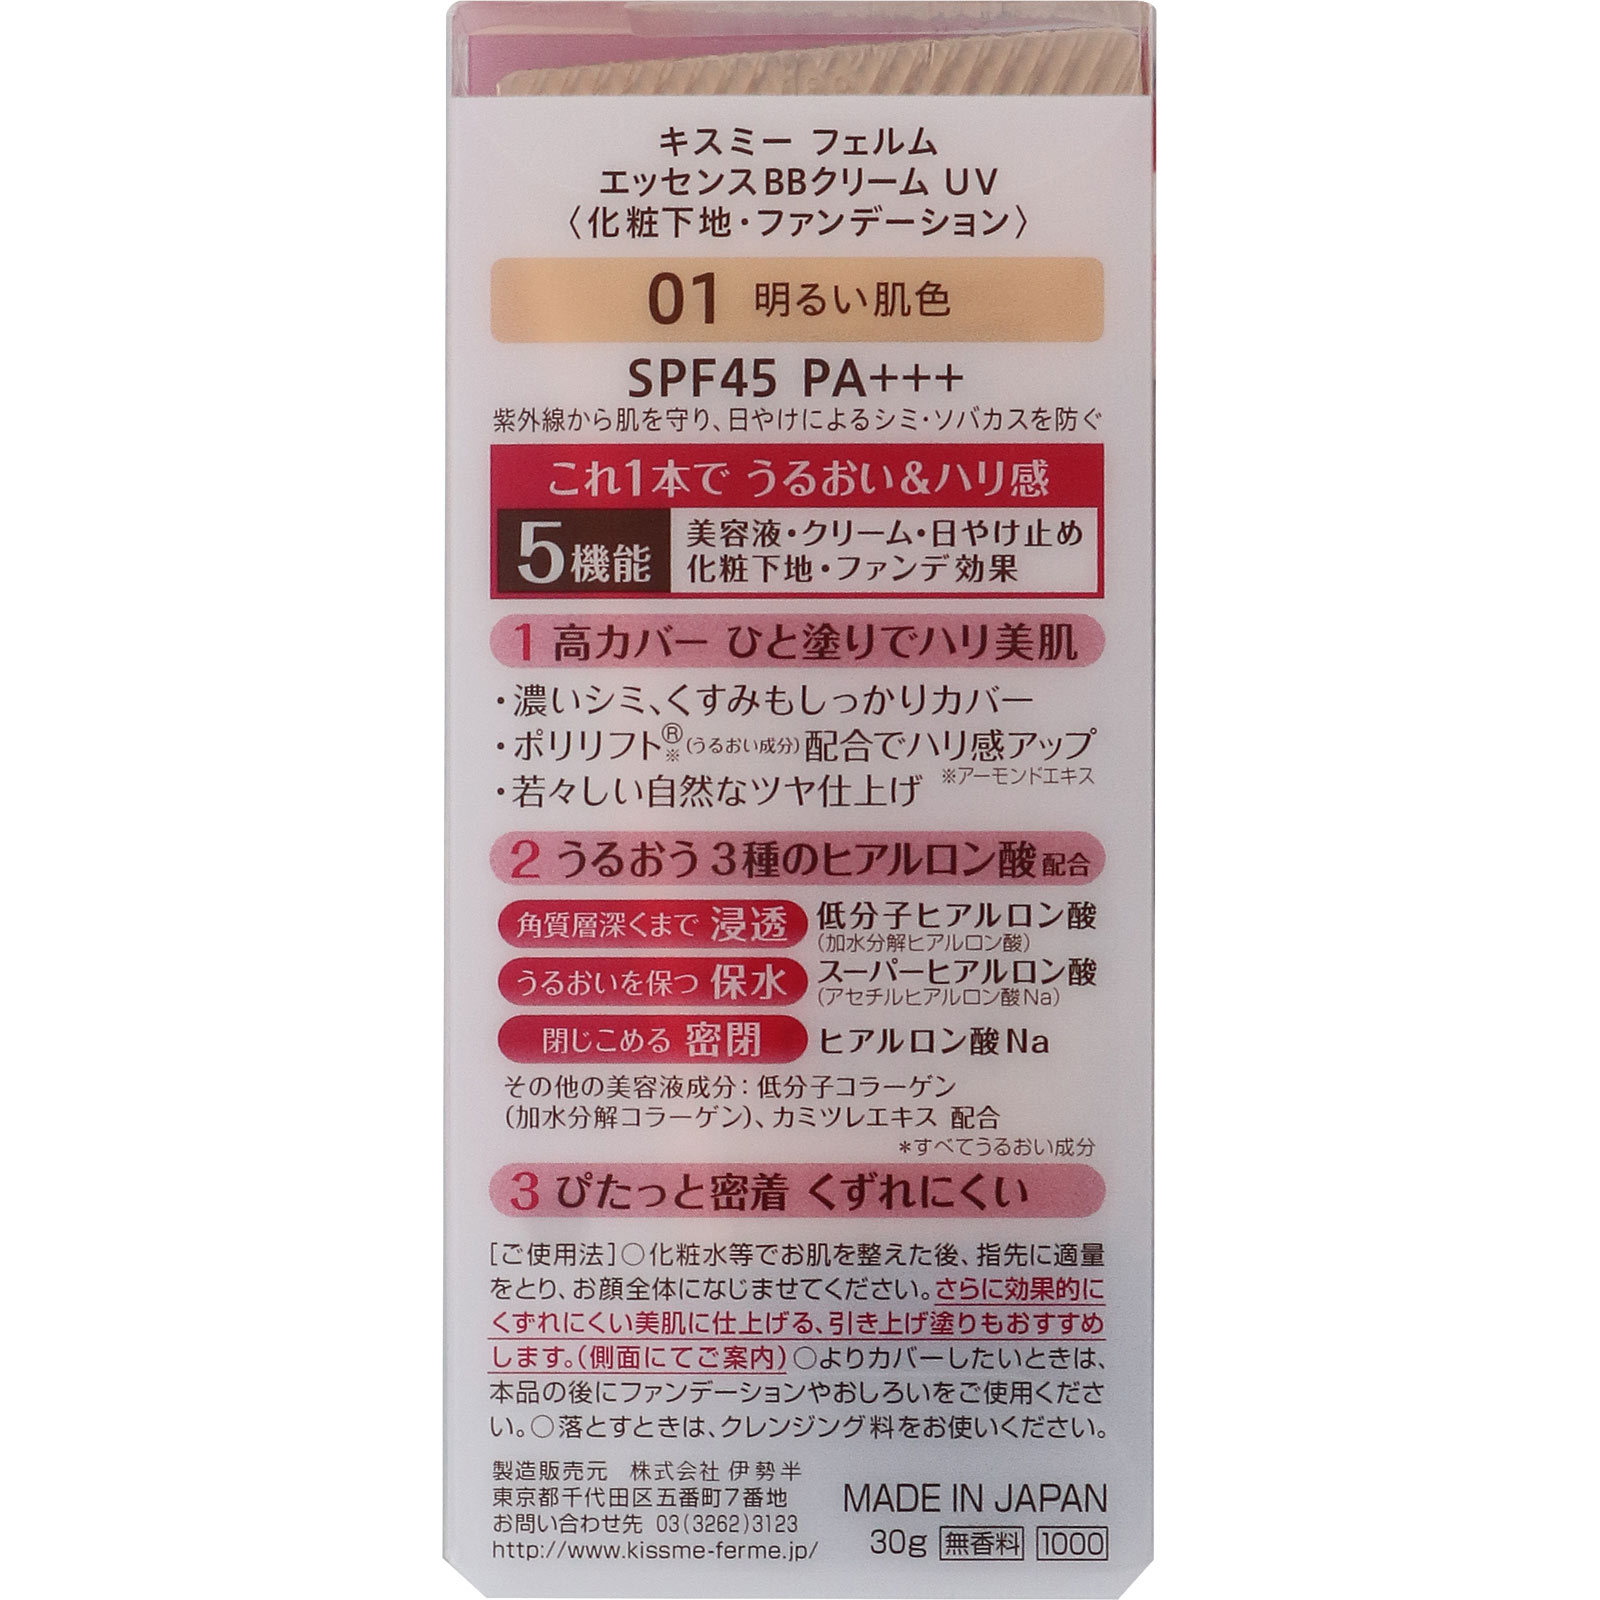 キスミー フェルム
エッセンスBBクリーム UV
〈化粧下地・ファンデーション〉
01 明るい肌色
SPF45 PA+++
紫外線から肌を守り、日やけによるシミ・ソバカスを防ぐ
これ1本で うるおい&ハリ感
5機能
美容液・クリーム・日やけ止め
化粧下地・ファンデ効果
1 高カバー ひと塗りでハリ美肌
・濃いシミ、くすみもしっかりカバー
・ポリリフト®※(うるおい成分)配合でハリ感アップ
※アーモンドエキス
・若々しい自然なツヤ仕上げ
2 うるおう3種のヒアルロン酸 配合
角質層深くまで 浸透 低分子ヒアルロン酸
(加水分解ヒアルロン酸)
うるおいを保つ 保水 スーパーヒアルロン酸
(アセチルヒアルロン酸Na)
閉じこめる 密閉 ヒアルロン酸Na
その他の美容液成分:低分子コラーゲン
(加水分解コラーゲン)、カミツレエキス 配合
*すべてうるおい成分
3 ぴたっと密着 くずれにくい
[ご使用法]○化粧水等でお肌を整えた後、指先に適量
をとり、お顔全体になじませてください。さらに効果的に
くずれにくい美肌に仕上げる、引き上げ塗りもおすすめ
します。(側面にてご案内)○よりカバーしたいときは、
本品の後にファンデーションやおしろいをご使用くださ
い。○落とすときは、クレンジング料をお使いください。
製造販売元 株式会社 伊勢半
東京都千代田区五番町7番地
お問い合わせ先 03(3262)3123
http://www.kissme-ferme.jp/
MADE IN JAPAN
30g 無香料 1000